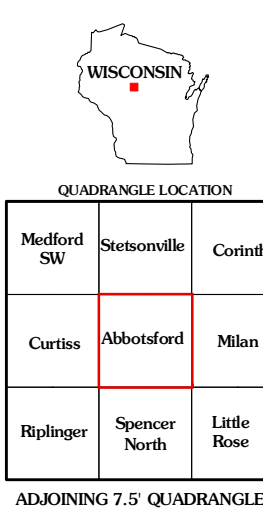 WISCONSIN
QUADRANGLE LOCATION
Medford
SW
Stetsonville
Corinth
Curtiss
Abbotsford
Milan
Riplinger
Spencer
North
Little
Rose
ADJOINING 7.5' QUADRANGLE